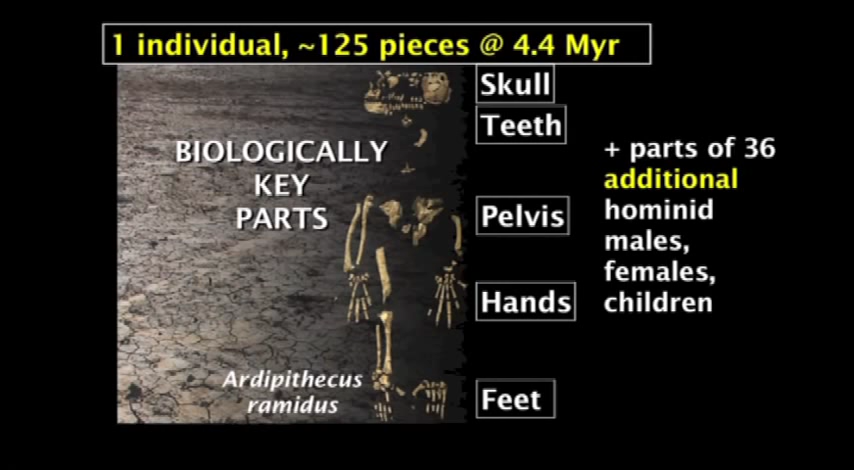 1 individual, ~125 pieces @ 4.4 Myr
Skull
Teeth
BIOLOGICALLY
KEY
PARTS
+ parts of 36
additional
hominid
males,
females,
children
Pelvis
Hands
Ardipithecus
ramidus
Feet